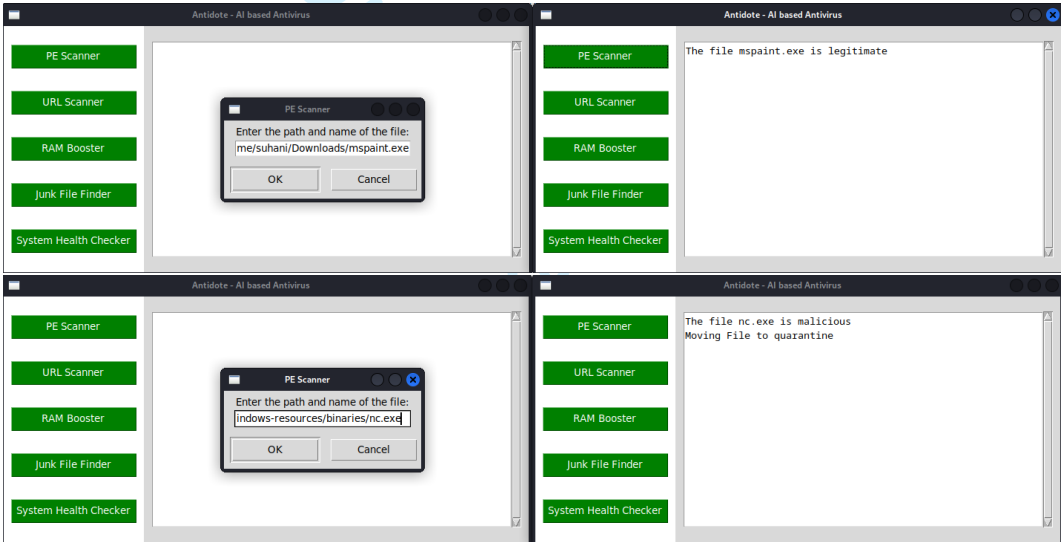 Antidote - AI based Antivirus
PE Scanner
URL Scanner
RAM Booster
Junk File Finder
System Health Checker
PE Scanner
Enter the path and name of the file:
me/suhani/Downloads/mspaint.exe
OK
Cancel
Antidote - AI based Antivirus
PE Scanner
URL Scanner
RAM Booster
Junk File Finder
System Health Checker
The file mspaint.exe is legitimate
Antidote - AI based Antivirus
PE Scanner
URL Scanner
RAM Booster
Junk File Finder
System Health Checker
PE Scanner
Enter the path and name of the file:
indows-resources/binaries/nc.exe
OK
Cancel
Antidote - AI based Antivirus
PE Scanner
URL Scanner
RAM Booster
Junk File Finder
System Health Checker
The file nc.exe is malicious
Moving File to quarantine